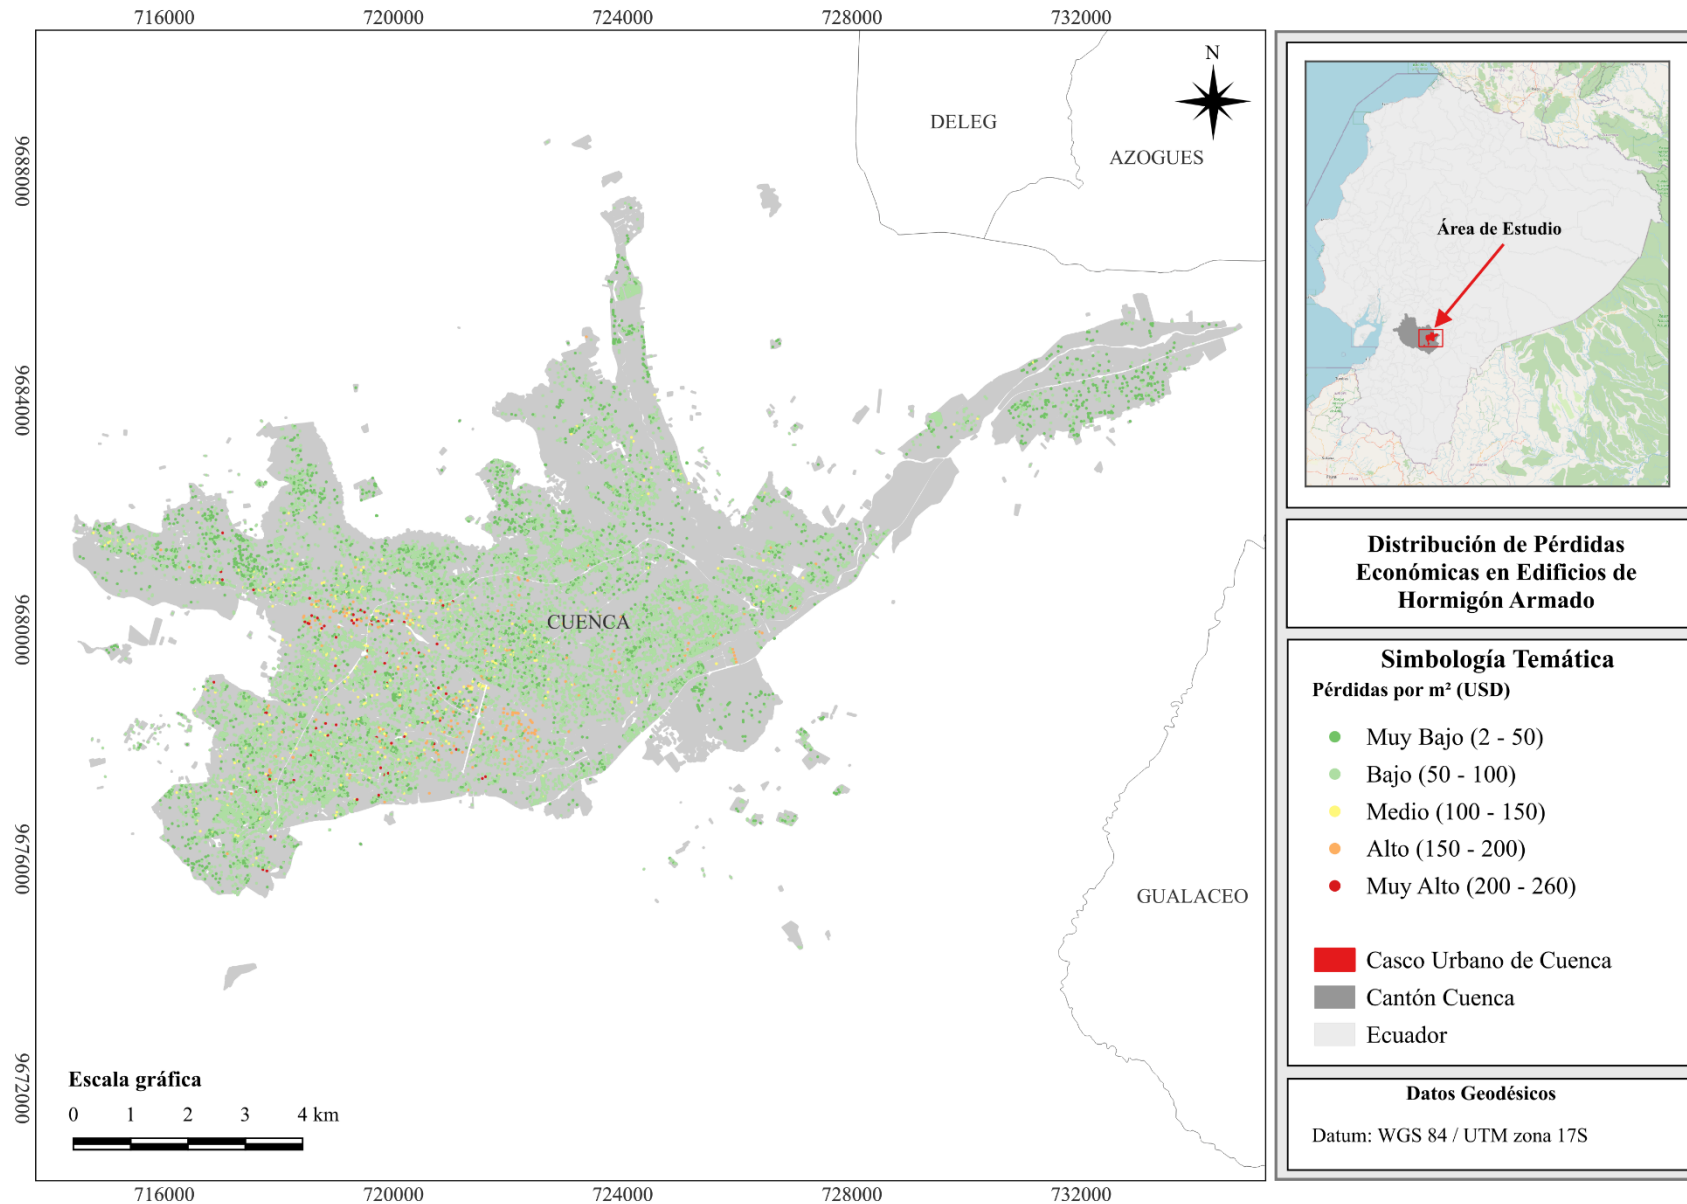 716000 720000 724000 728000 732000
N
DELEG
AZOGUES
9688000
9684000
9680000
9676000
9672000
CUENCA
GUALACEO
Escala gráfica
0 1 2 3 4 km
716000 720000 724000 728000 732000
Área de Estudio
Distribución de Pérdidas
Económicas en Edificios de
Hormigón Armado
Simbología Temática
Pérdidas por m² (USD)
Muy Bajo (2 - 50)
Bajo (50 - 100)
Medio (100 - 150)
Alto (150 - 200)
Muy Alto (200 - 260)
Casco Urbano de Cuenca
Cantón Cuenca
Ecuador
Datos Geodésicos
Datum: WGS 84 / UTM zona 17S